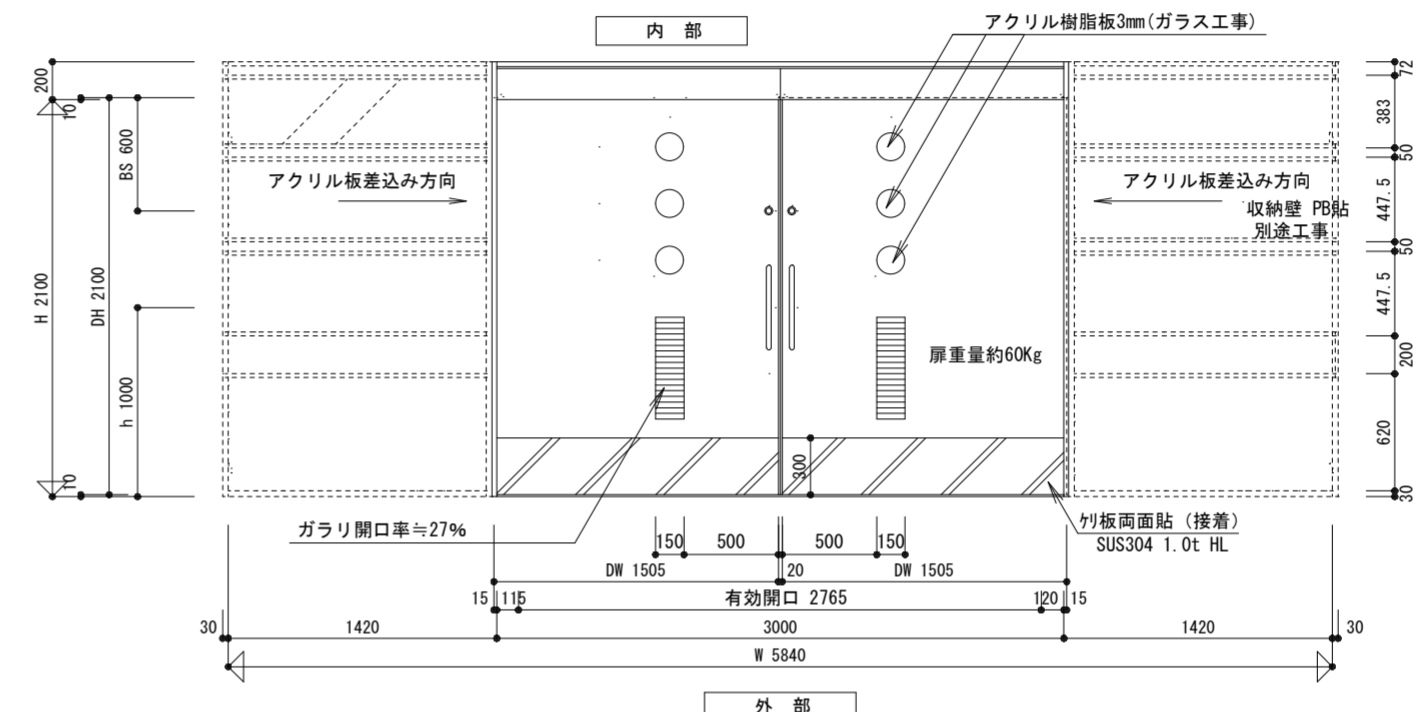 内 部
アクリル樹脂板3mm(ガラス工事)
200
10
BS 600
H 2100
DH 2100
h 1000
10
アクリル板差込み方向
アクリル板差込み方向
収納壁 PB貼
別途工事
72
383
50
447.5
50
447.5
200
620
30
扉重量約60Kg
300
ガラリ開口率≒27%
ケリ板両面貼（接着）
SUS304 1.0t HL
150 500 500 150
DW 1505 20 DW 1505
15 115 有効開口 2765 120 15
30 1420 3000 1420 30
W 5840
外 部